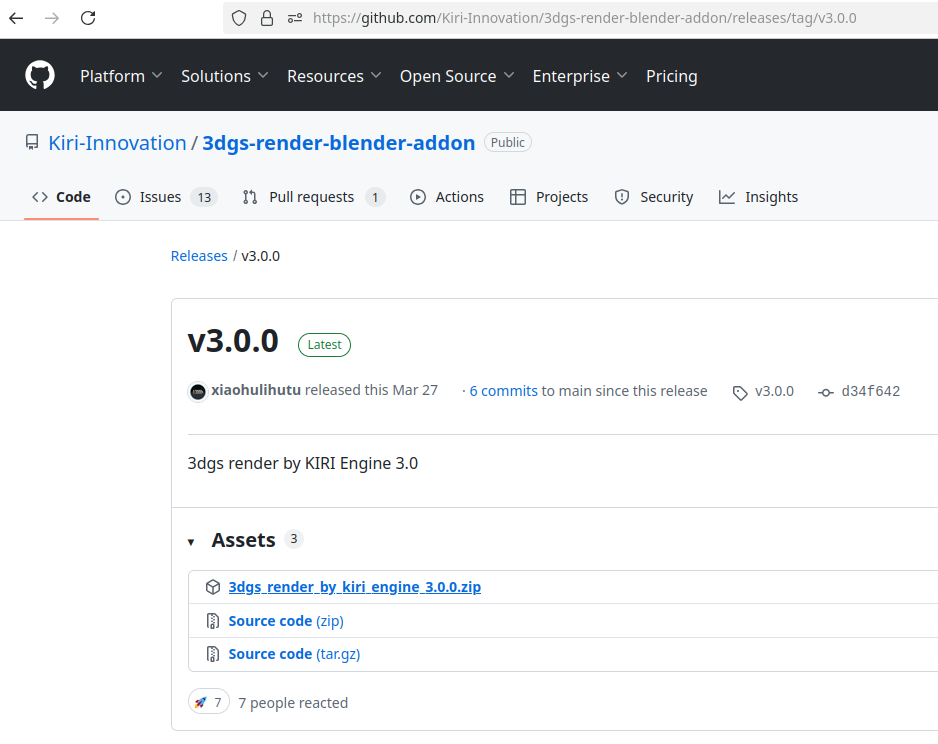 https://github.com/Kiri-Innovation/3dgs-render-blender-addon/releases/tag/v3.0.0
Platform Solutions Resources Open Source Enterprise Pricing
Kiri-Innovation / 3dgs-render-blender-addon Public
Code Issues 13 Pull requests 1 Actions Projects Security Insights
Releases / v3.0.0
v3.0.0 Latest
xiaohulihutu released this Mar 27 · 6 commits to main since this release v3.0.0 d34f642
3dgs render by KIRI Engine 3.0
Assets 3
3dgs_render_by_kiri_engine_3.0.0.zip
Source code (zip)
Source code (tar.gz)
🚀 7 7 people reacted